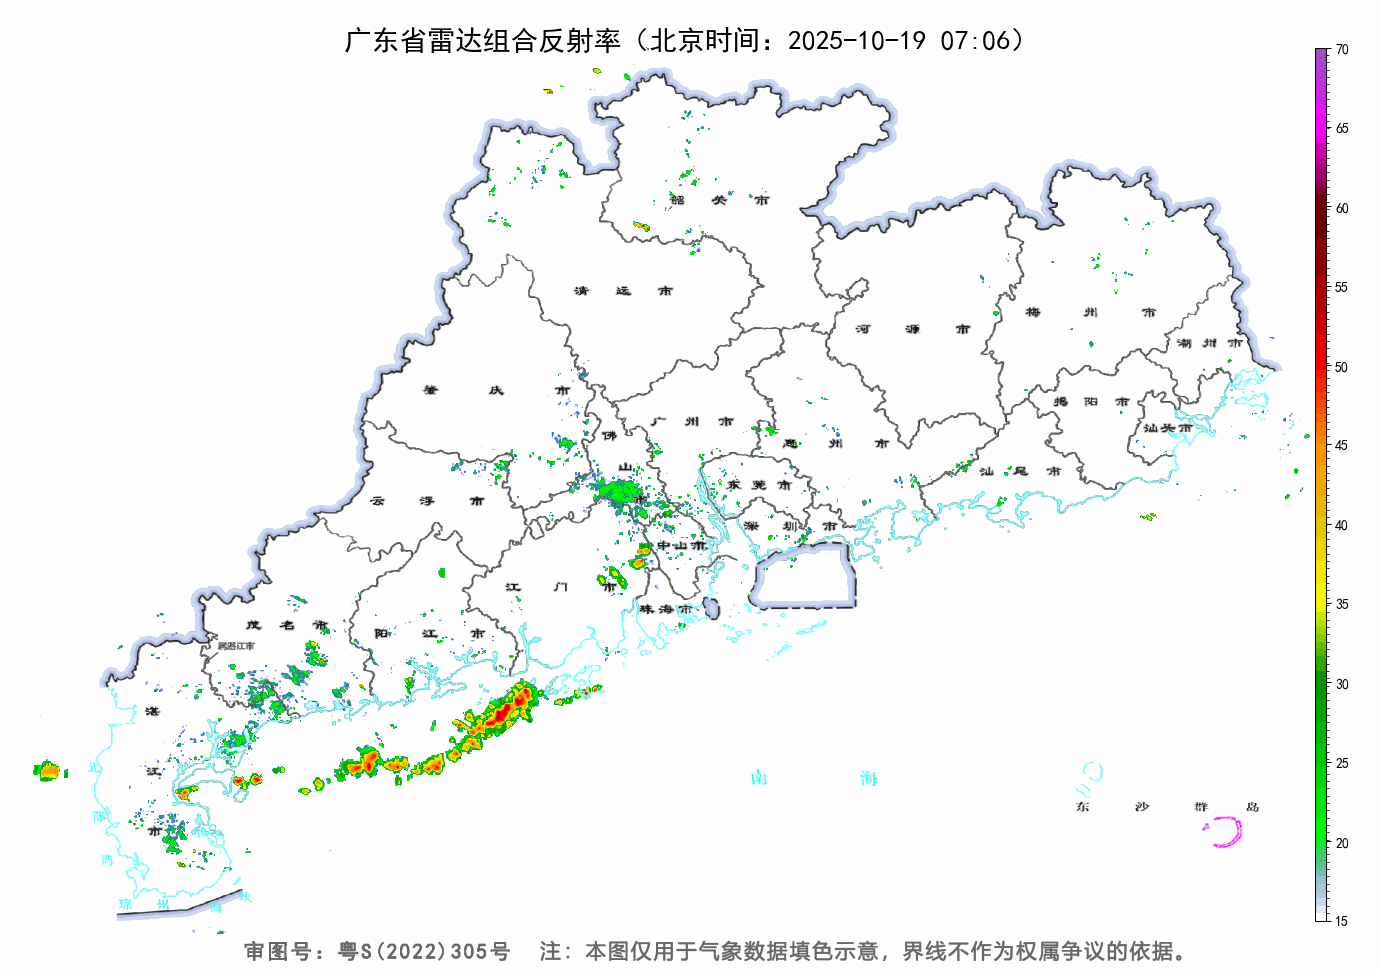 广东省雷达组合反射率（北京时间：2025-10-19 07:06）
70
65
60
55
50
45
40
35
30
25
20
15
韶 关 市
清 远 市
河 源 市
梅 州 市
潮 州 市
肇 庆 市
广 州 市
揭 阳 市
汕头市
佛 山 市
惠 州 市
汕 尾 市
云 浮 市
东 莞 市
深 圳 市
中山市
江 门 市
珠海市
茂 名 市
属湛江市
阳 江 市
湛 江 市
北 部 湾
南 海
东 沙 群 岛
琼 州 海 峡
审图号：粤S(2022)305号 注：本图仅用于气象数据填色示意，界线不作为权属争议的依据。